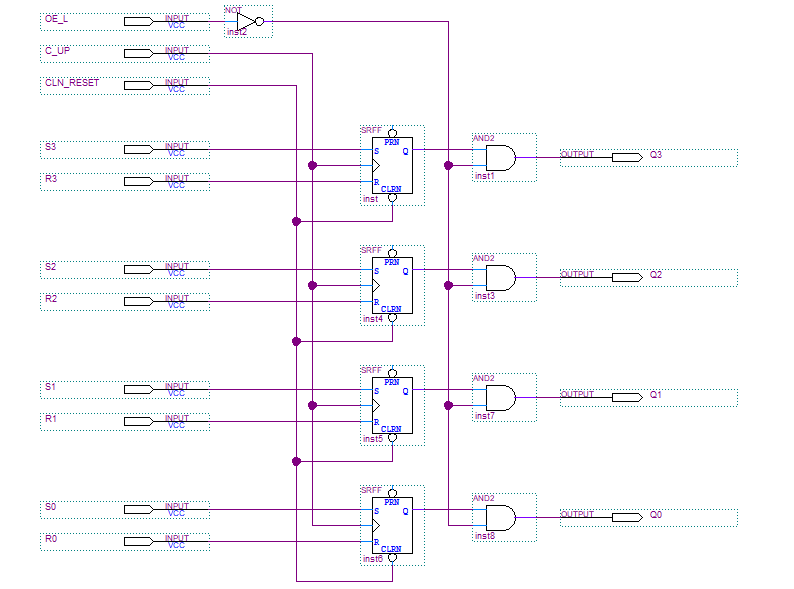 OE_L INPUT VCC NOT inst2
C_UP INPUT VCC
CLN_RESET INPUT VCC
SRFF PRN S Q R CLRN inst
S3 INPUT VCC
R3 INPUT VCC
AND2 inst1
OUTPUT Q3
SRFF PRN S Q R CLRN inst4
S2 INPUT VCC
R2 INPUT VCC
AND2 inst3
OUTPUT Q2
SRFF PRN S Q R CLRN inst5
S1 INPUT VCC
R1 INPUT VCC
AND2 inst7
OUTPUT Q1
SRFF PRN S Q R CLRN inst6
S0 INPUT VCC
R0 INPUT VCC
AND2 inst8
OUTPUT Q0